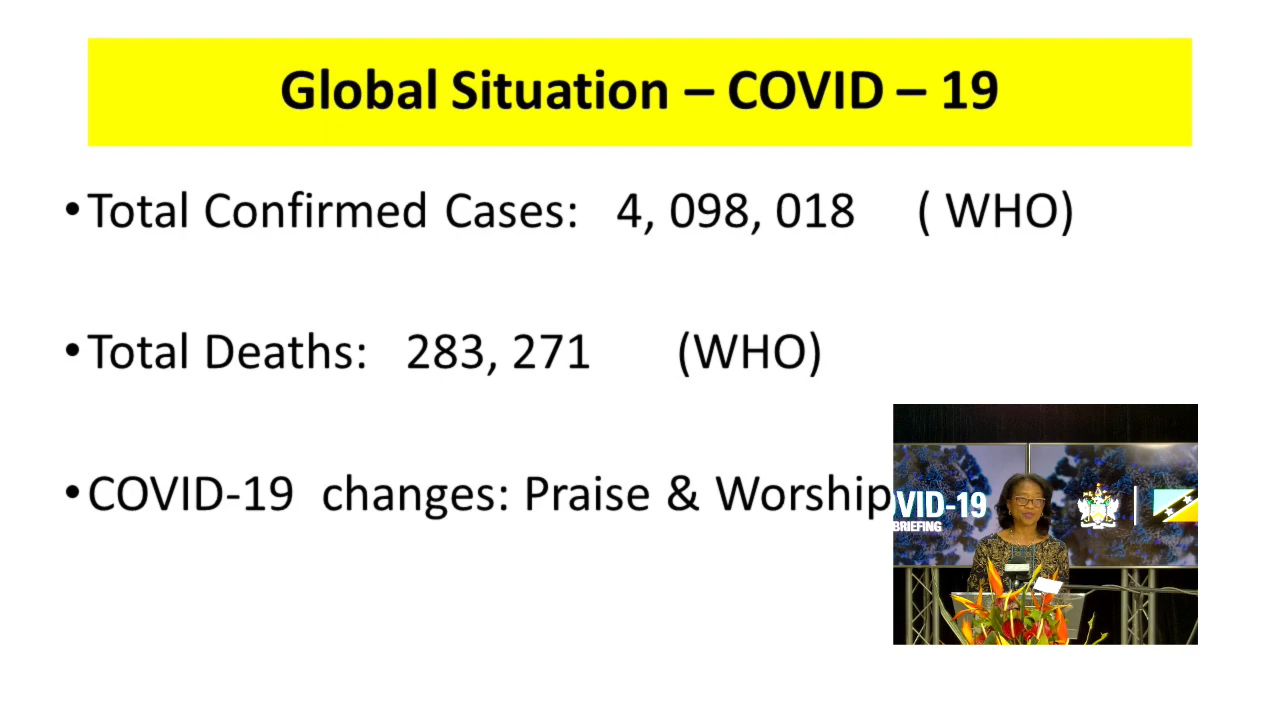 Global Situation – COVID – 19
•Total Confirmed Cases: 4, 098, 018 ( WHO)
•Total Deaths: 283, 271 (WHO)
•COVID-19 changes: Praise & Worship
OVID-19
BRIEFING